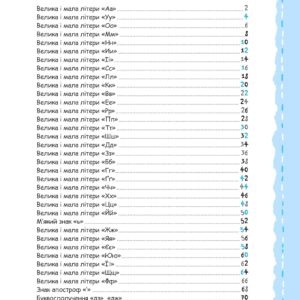 Велика і мала літери «Аа» 2
Велика і мала літери «Уу» 4
Велика і мала літери «Оо» 6
Велика і мала літери «Мм» 8
Велика і мала літери «Нн» 10
Велика і мала літери «Ии» 12
Велика і мала літери «Іі» 14
Велика і мала літери «Сс» 16
Велика і мала літери «Лл» 18
Велика і мала літери «Кк» 20
Велика і мала літери «Вв» 22
Велика і мала літери «Ее» 24
Велика і мала літери «Рр» 26
Велика і мала літери «Пп» 28
Велика і мала літери «Тт» 30
Велика і мала літери «Шш» 32
Велика і мала літери «Дд» 34
Велика і мала літери «Зз» 36
Велика і мала літери «Бб» 38
Велика і мала літери «Гг» 40
Велика і мала літери «Ґґ» 42
Велика і мала літери «Чч» 44
Велика і мала літери «Хх» 46
Велика і мала літери «Цц» 48
Велика і мала літери «Йй» 50
М'який знак «ь» 52
Велика і мала літери «Жж» 54
Велика і мала літери «Яя» 56
Велика і мала літери «Єє» 58
Велика і мала літери «Юю» 60
Велика і мала літери «Її» 62
Велика і мала літери «Щщ» 64
Велика і мала літери «Фф» 66
Знак апостроф «'» 68
Буквосполучення «дз», «дж» 70